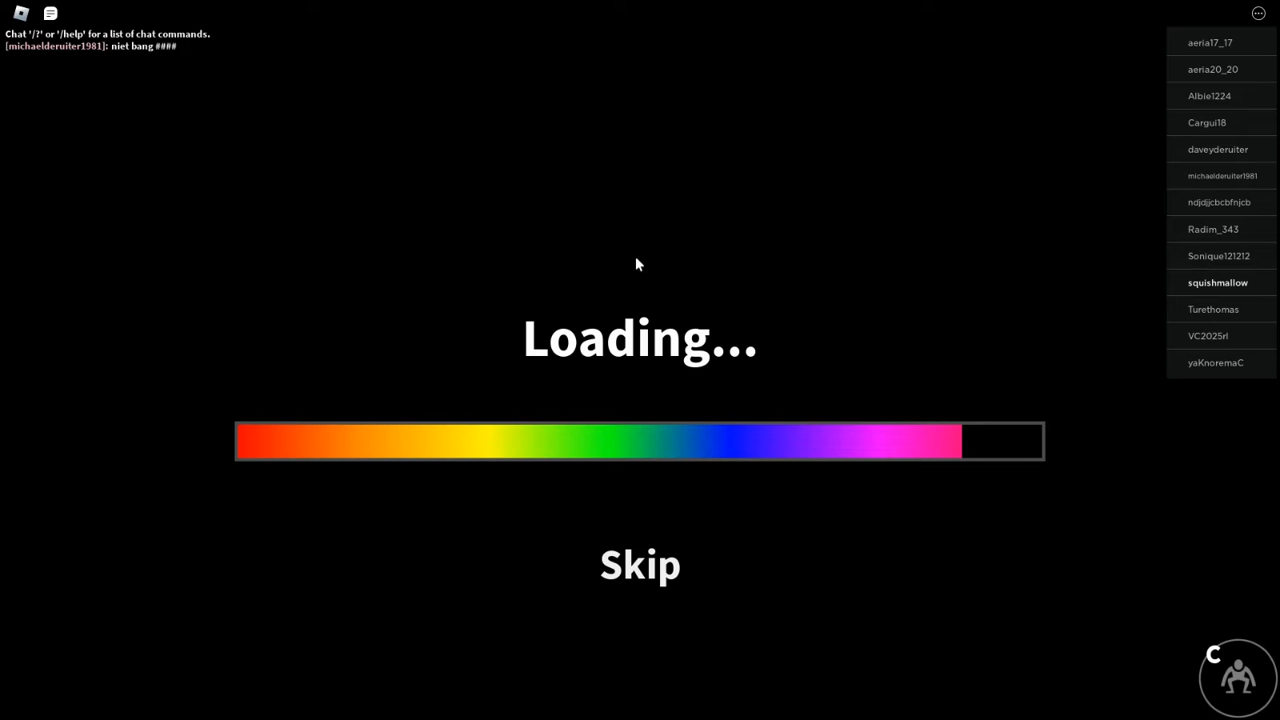 Chat '/?' or '/help' for a list of chat commands.
[michaelderuiter1981]: niet bang ####
aeria17_17
aeria20_20
Albie1224
Cargui18
daveyderuiter
michaelderuiter1981
ndjdjjcbcbfnjcb
Radim_343
Sonique121212
squishmallow
Turethomas
VC2025rl
yaKnoremaC
Loading...
Skip
C